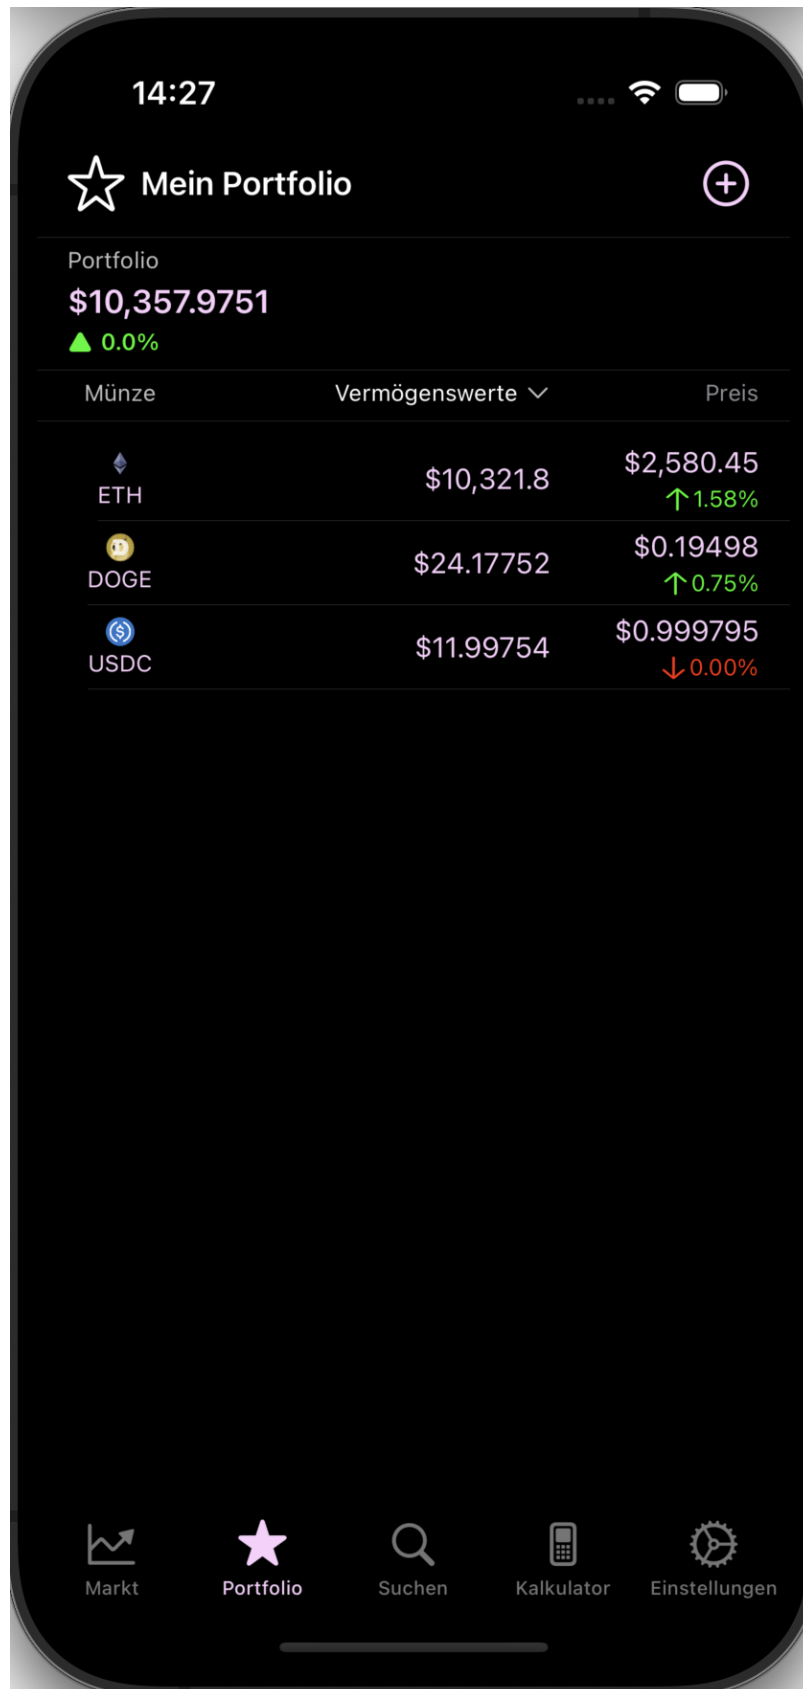 14:27
Mein Portfolio
Portfolio
$10,357.9751
0.0%
Münze Vermögenswerte Preis
ETH $10,321.8 $2,580.45
↑1.58%
DOGE $24.17752 $0.19498
↑0.75%
USDC $11.99754 $0.999795
↓0.00%
Markt Portfolio Suchen Kalkulator Einstellungen